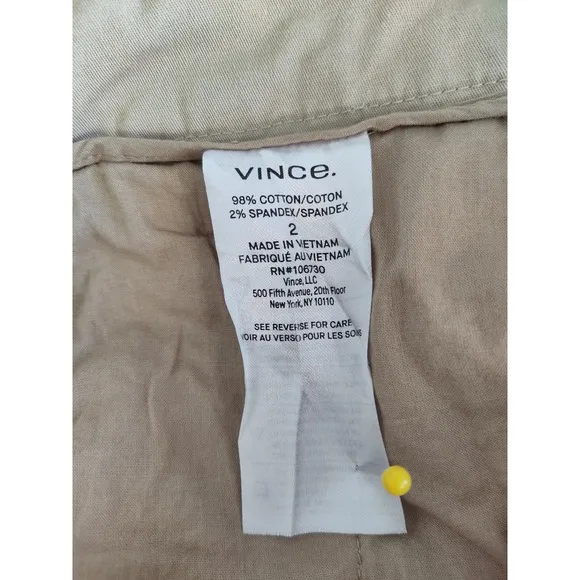 VINCE.
98% COTTON/COTON
2% SPANDEX/SPANDEX
2
MADE IN VIETNAM
FABRIQUÉ AU VIETNAM
RN#106730
Vince, LLC
500 Fifth Avenue, 20th Floor
New York, NY 10110
SEE REVERSE FOR CARE
VOIR AU VERSO POUR LES SOINS